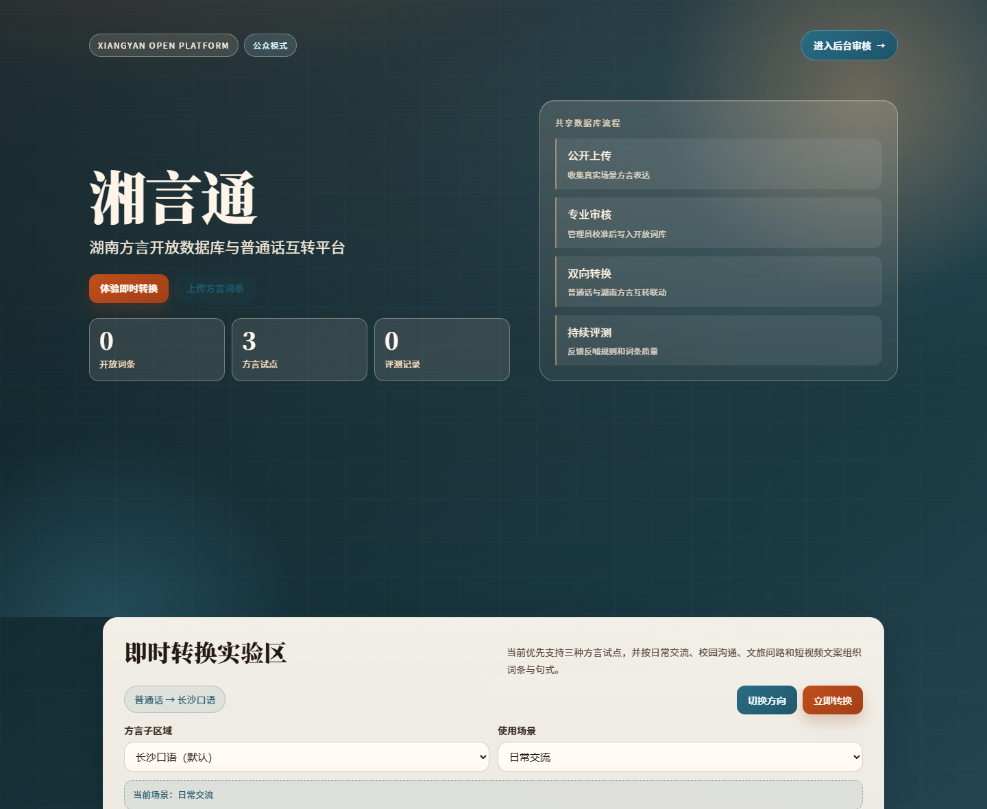 XIANGYAN OPEN PLATFORM
公众模式
进入后台审核 →
湘言通
湖南方言开放数据库与普通话互转平台
体验即时转换
上传方言词条
0
开放词条
3
方言试点
0
评测记录
共享数据库流程
公开上传
收集真实场景方言表达
专业审核
管理员校准后写入开放词库
双向转换
普通话与湖南方言互转联动
持续评测
反馈反哺规则和词条质量
即时转换实验区
当前优先支持三种方言试点，并按日常交流、校园沟通、文旅问路和短视频文案组织
词条与句式。
普通话 → 长沙口语
切换方向
立即转换
方言子区域
使用场景
长沙口语（默认）
日常交流
当前场景：日常交流